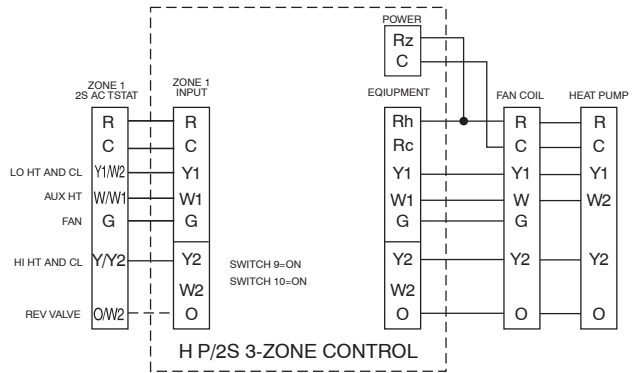 POWER
Rz
C
ZONE 1
2S AC TSTAT
ZONE 1
INPUT
EQIUPMENT
FAN COIL
HEAT PUMP
R R Rh R R
C C Rc C C
LO HT AND CL Y1/W2 Y1 Y1 Y1 Y1
AUX HT W/W1 W1 W1 W W2
FAN G G G G
HI HT AND CL Y/Y2 Y2 SWITCH 9=ON Y2 Y2 Y2
W2 SWITCH 10=ON W2
REV VALVE O/W2 O O O O
H P/2S 3-ZONE CONTROL